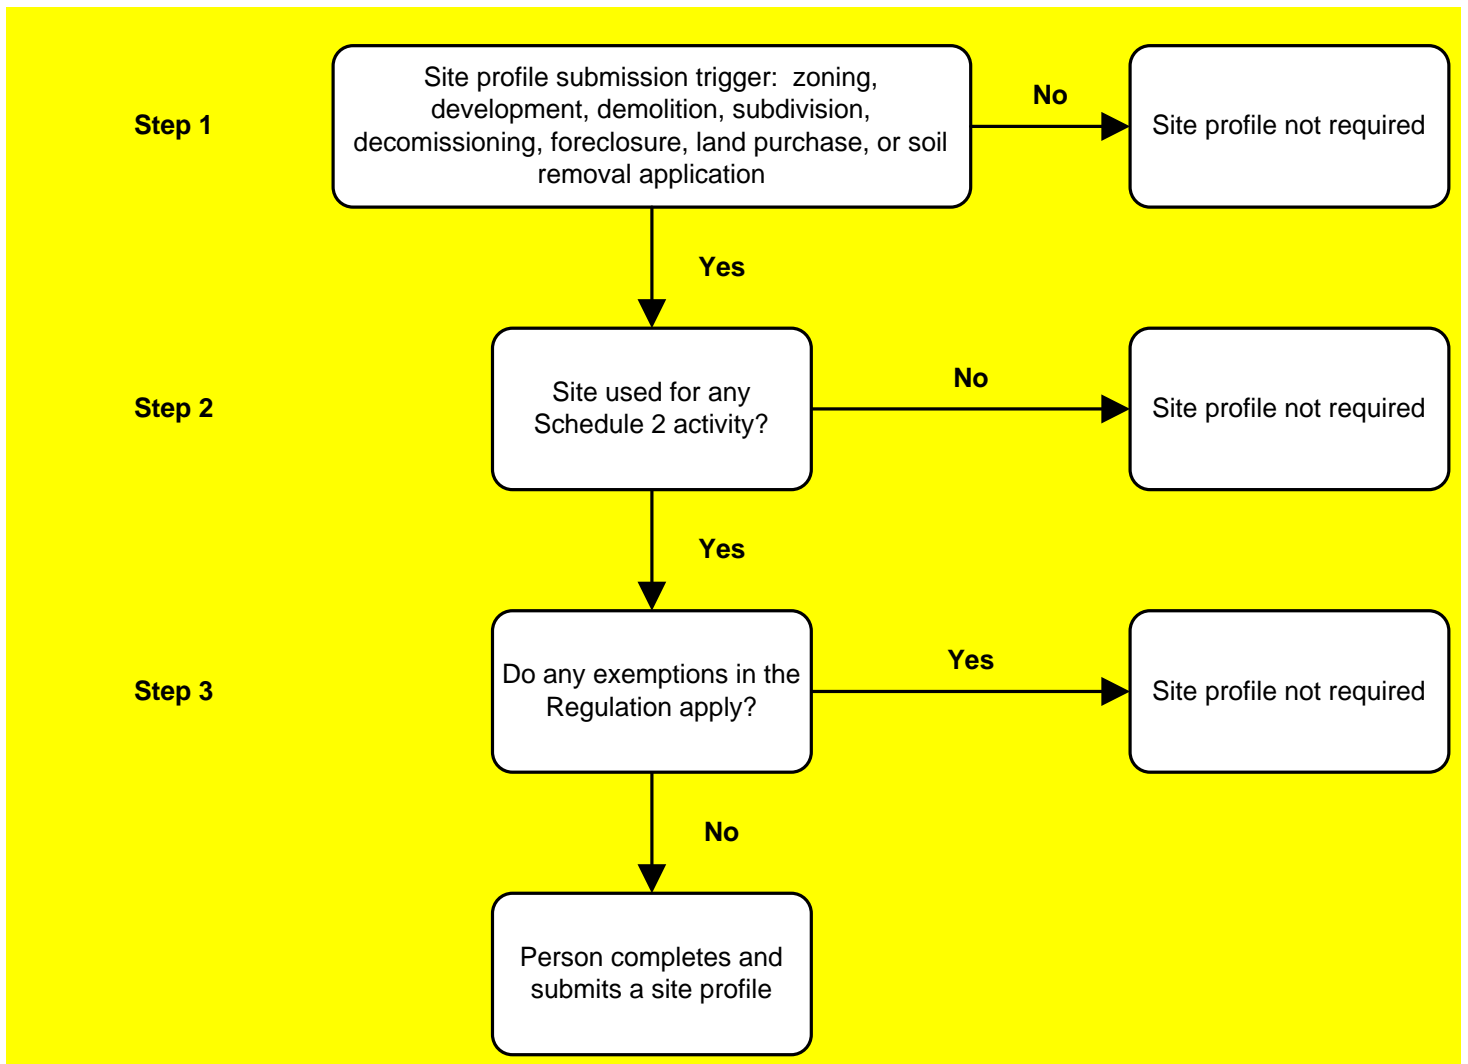 Step 1
Site profile submission trigger:  zoning,
development, demolition, subdivision,
decomissioning, foreclosure, land purchase, or soil
removal application
No
Site profile not required
Yes
Step 2
Site used for any
Schedule 2 activity?
No
Site profile not required
Yes
Step 3
Do any exemptions in the
Regulation apply?
Yes
Site profile not required
No
Person completes and
submits a site profile